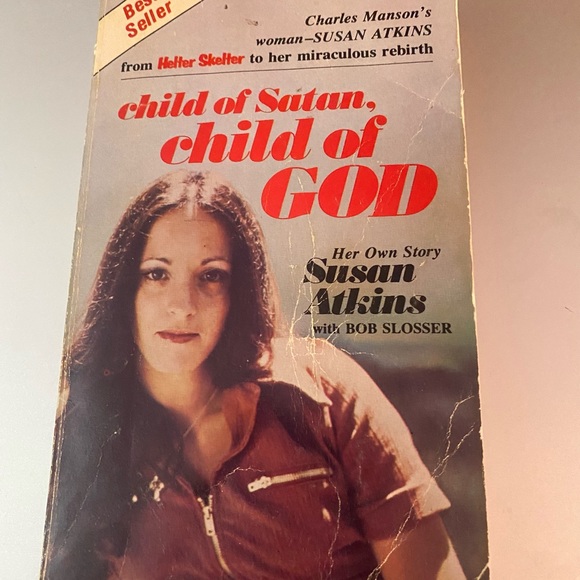 Seller
Charles Manson's
woman–SUSAN ATKINS
from Helter Skelter to her miraculous rebirth
child of Satan,
child of
GOD
Her Own Story
Susan
Atkins
with BOB SLOSSER